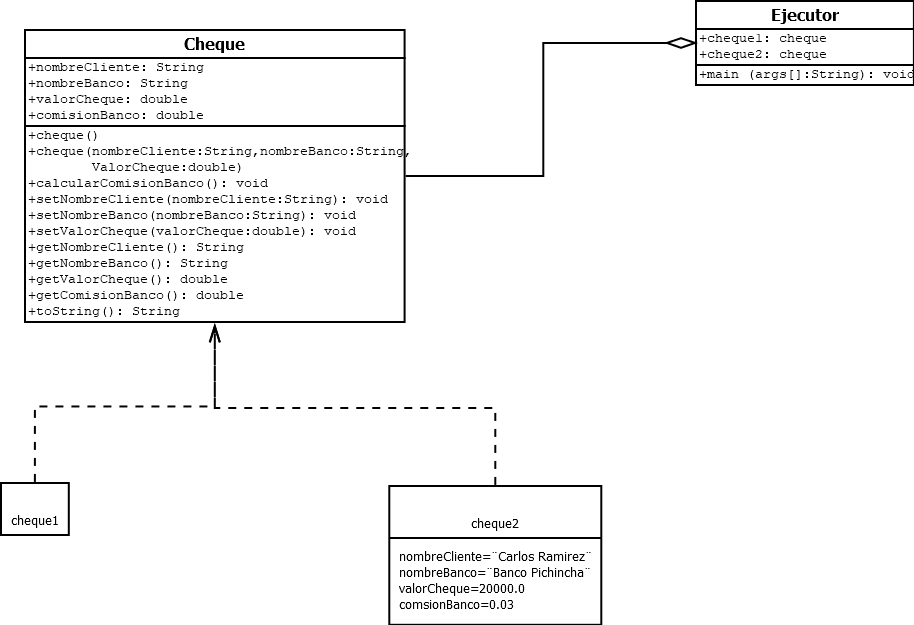 Cheque
+nombreCliente: String
+nombreBanco: String
+valorCheque: double
+comisionBanco: double
+cheque()
+cheque(nombreCliente:String,nombreBanco:String,
ValorCheque:double)
+calcularComisionBanco(): void
+setNombreCliente(nombreCliente:String): void
+setNombreBanco(nombreBanco:String): void
+setValorCheque(valorCheque:double): void
+getNombreCliente(): String
+getNombreBanco(): String
+getValorCheque(): double
+getComisionBanco(): double
+toString(): String
Ejecutor
+cheque1: cheque
+cheque2: cheque
+main (args[]:String): void
cheque1
cheque2
nombreCliente=¨Carlos Ramirez¨
nombreBanco=¨Banco Pichincha¨
valorCheque=20000.0
comsionBanco=0.03